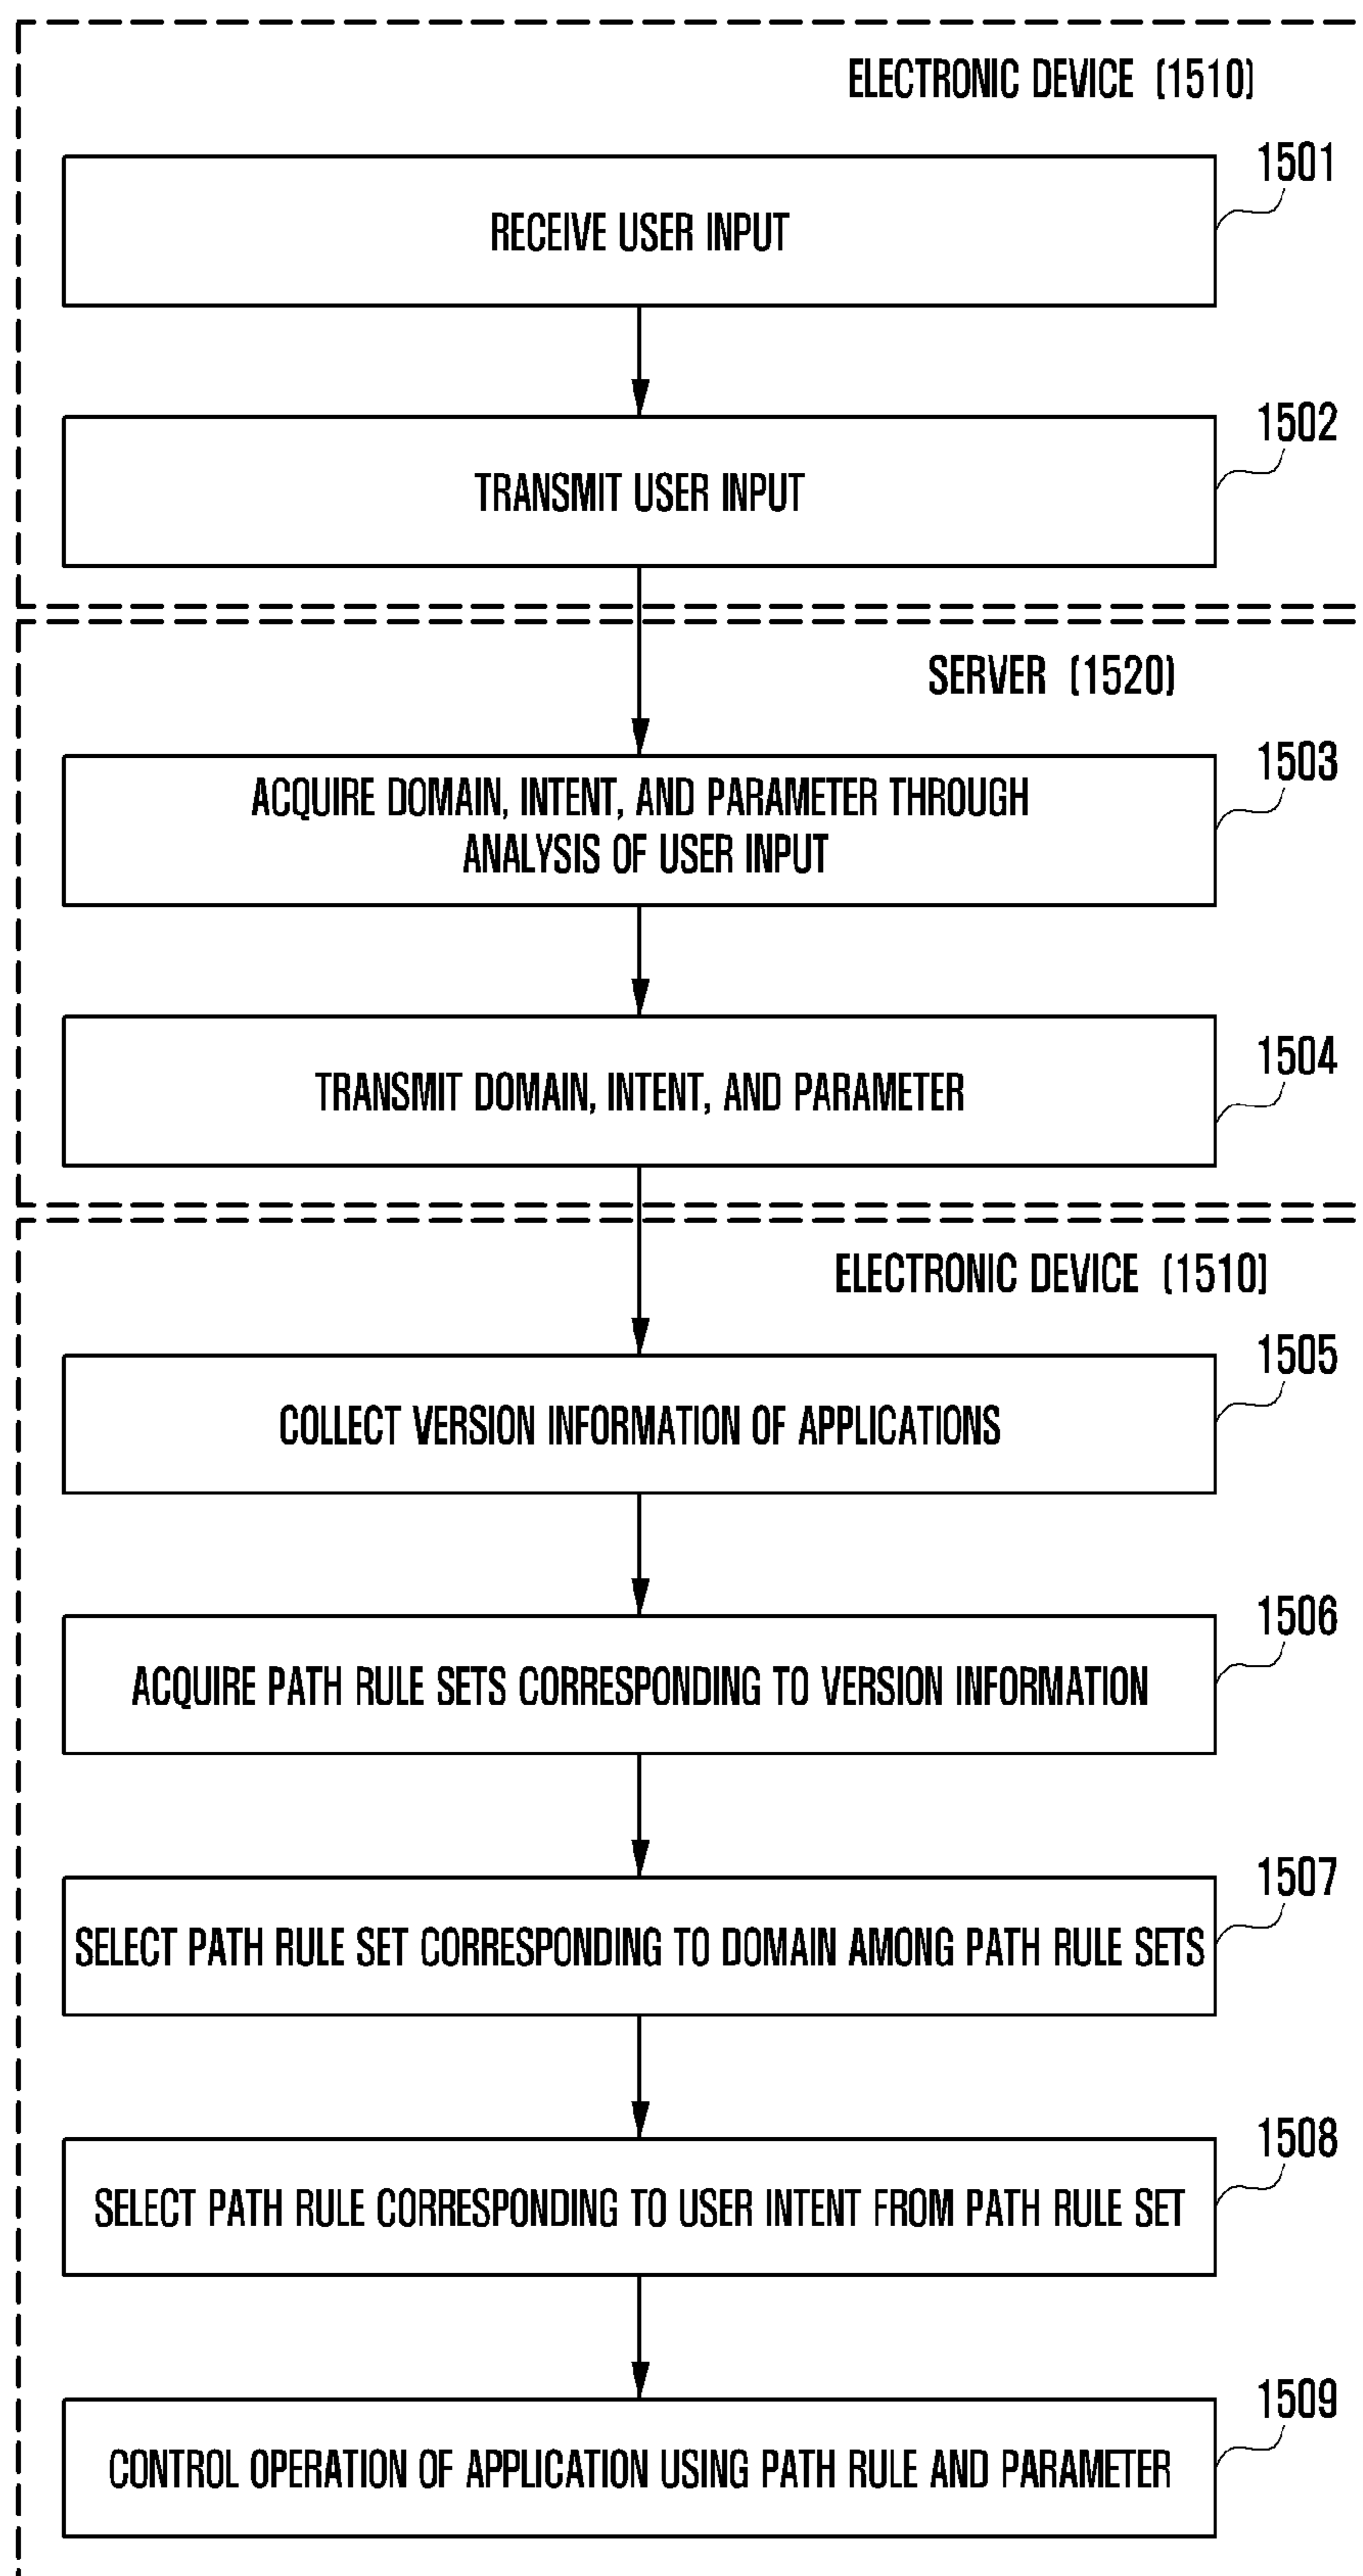 ELECTRONIC DEVICE (1510)
1501
RECEIVE USER INPUT
1502
TRANSMIT USER INPUT
SERVER (1520)
1503
ACQUIRE DOMAIN, INTENT, AND PARAMETER THROUGH
ANALYSIS OF USER INPUT
1504
TRANSMIT DOMAIN, INTENT, AND PARAMETER
ELECTRONIC DEVICE (1510)
1505
COLLECT VERSION INFORMATION OF APPLICATIONS
1506
ACQUIRE PATH RULE SETS CORRESPONDING TO VERSION INFORMATION
1507
SELECT PATH RULE SET CORRESPONDING TO DOMAIN AMONG PATH RULE SETS
1508
SELECT PATH RULE CORRESPONDING TO USER INTENT FROM PATH RULE SET
1509
CONTROL OPERATION OF APPLICATION USING PATH RULE AND PARAMETER